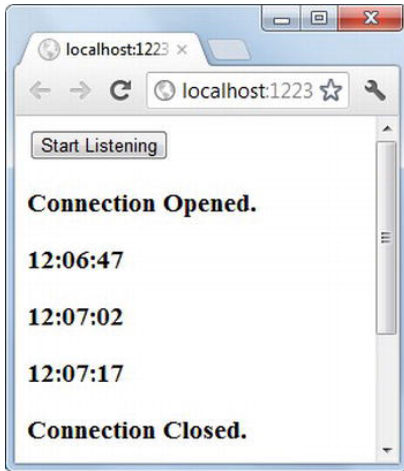 localhost:1223
localhost:1223
Start Listening
Connection Opened.
12:06:47
12:07:02
12:07:17
Connection Closed.